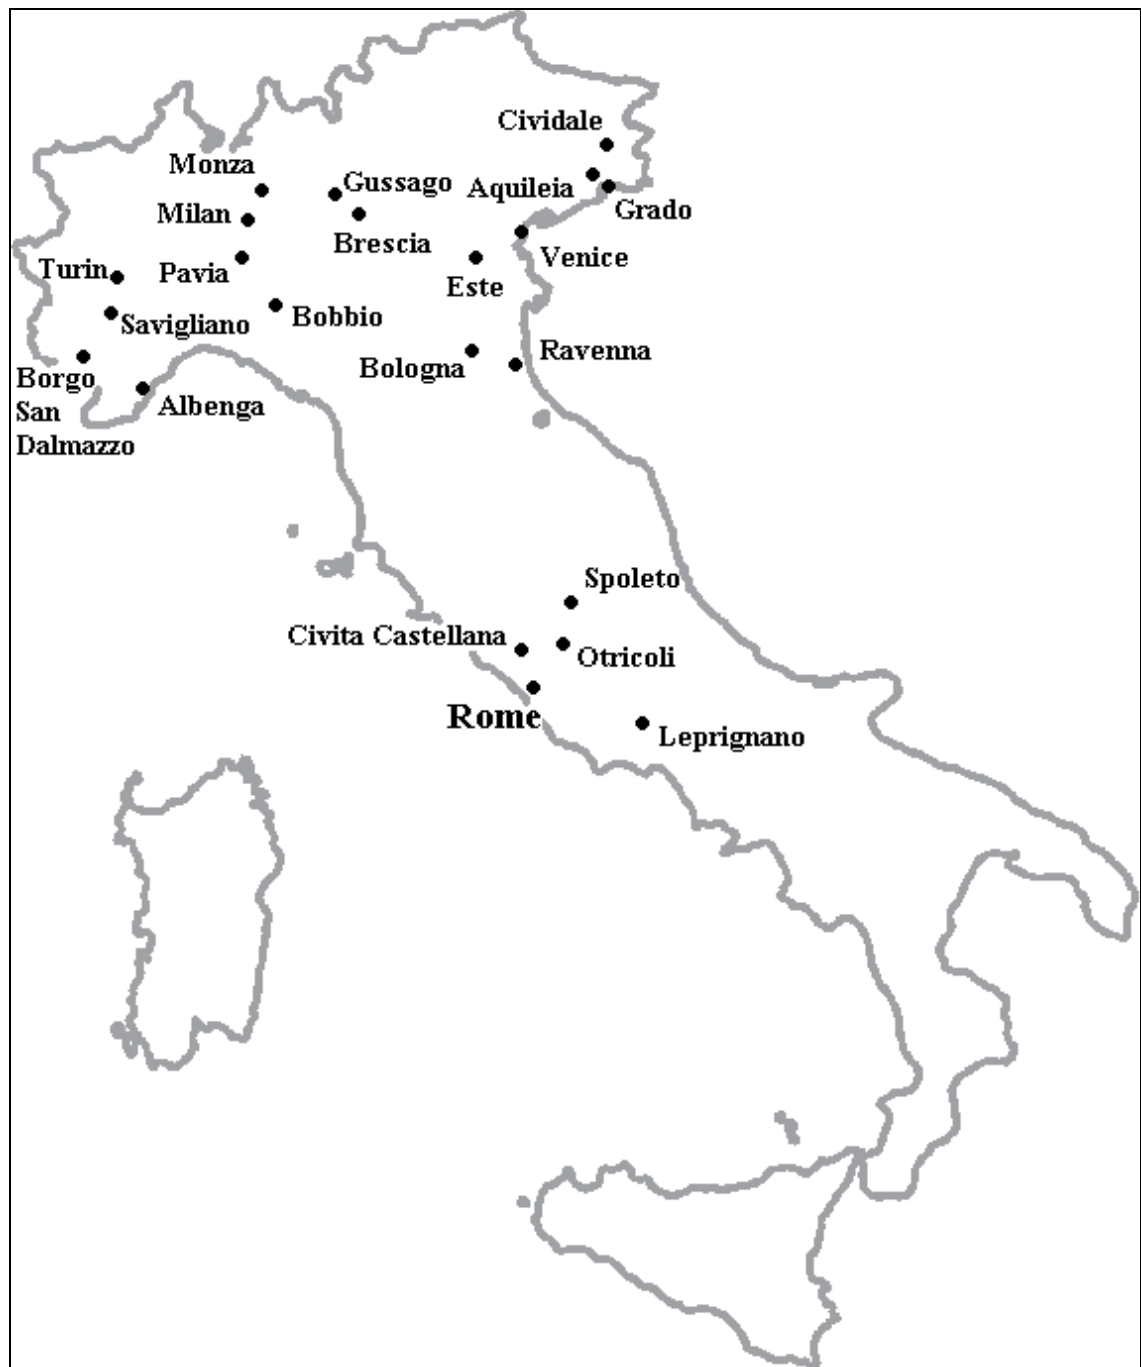 Cividale
Monza
Gussago
Aquileia
Milan
Grado
Brescia
Venice
Turin
Pavia
Este
Savigliano
Bobbio
Ravenna
Bologna
Borgo
San
Dalmazzo
Albenga
Spoleto
Civita Castellana
Otricoli
Rome
Leprignano